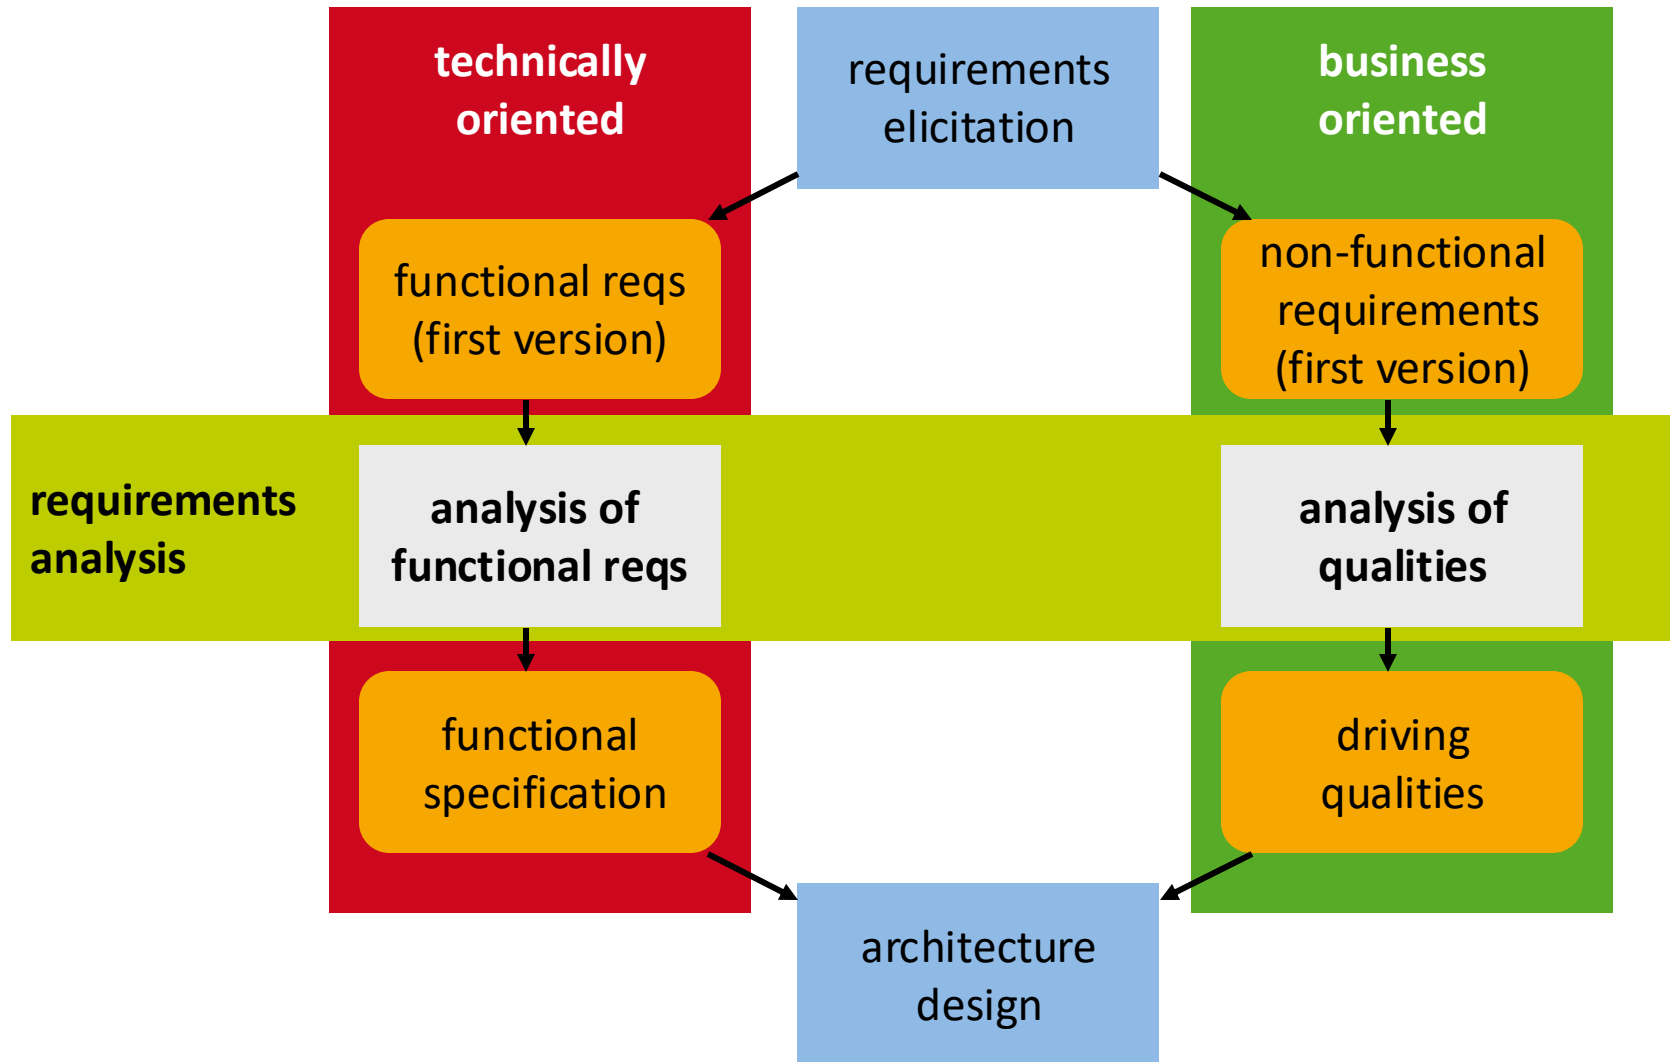 technically
oriented
requirements
elicitation
business
oriented
functional reqs
(first version)
non-functional
requirements
(first version)
requirements
analysis
analysis of
functional reqs
analysis of
qualities
functional
specification
driving
qualities
architecture
design